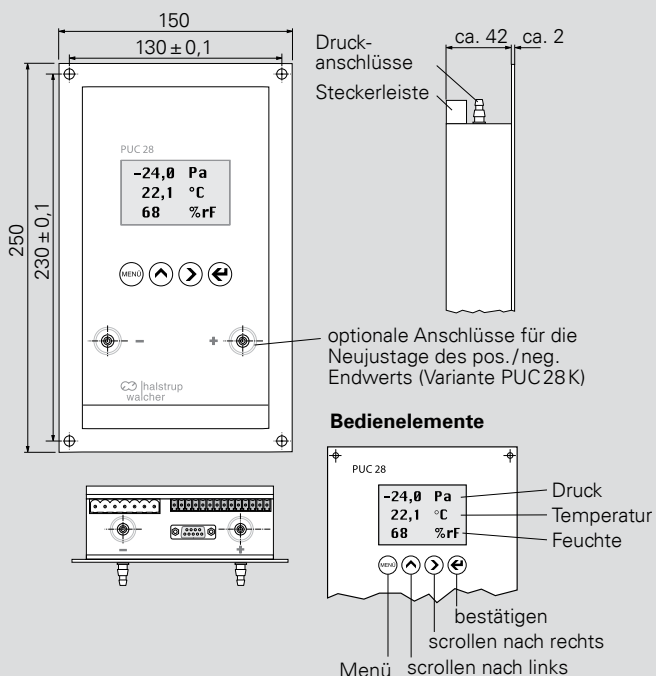 150
130 ± 0,1
ca. 42
ca. 2
Druck-
anschlüsse
Steckerleiste
250
230 ± 0,1
PUC 28
-24,0 Pa
22,1 °C
68 %rF
MENÜ
− +
optionale Anschlüsse für die
Neujustage des pos./neg.
Endwerts (Variante PUC 28 K)
halstrup
walcher
− +
Bedienelemente
PUC 28
-24,0 Pa
22,1 °C
68 %rF
Druck
Temperatur
Feuchte
MENÜ
bestätigen
scrollen nach rechts
Menü scrollen nach links